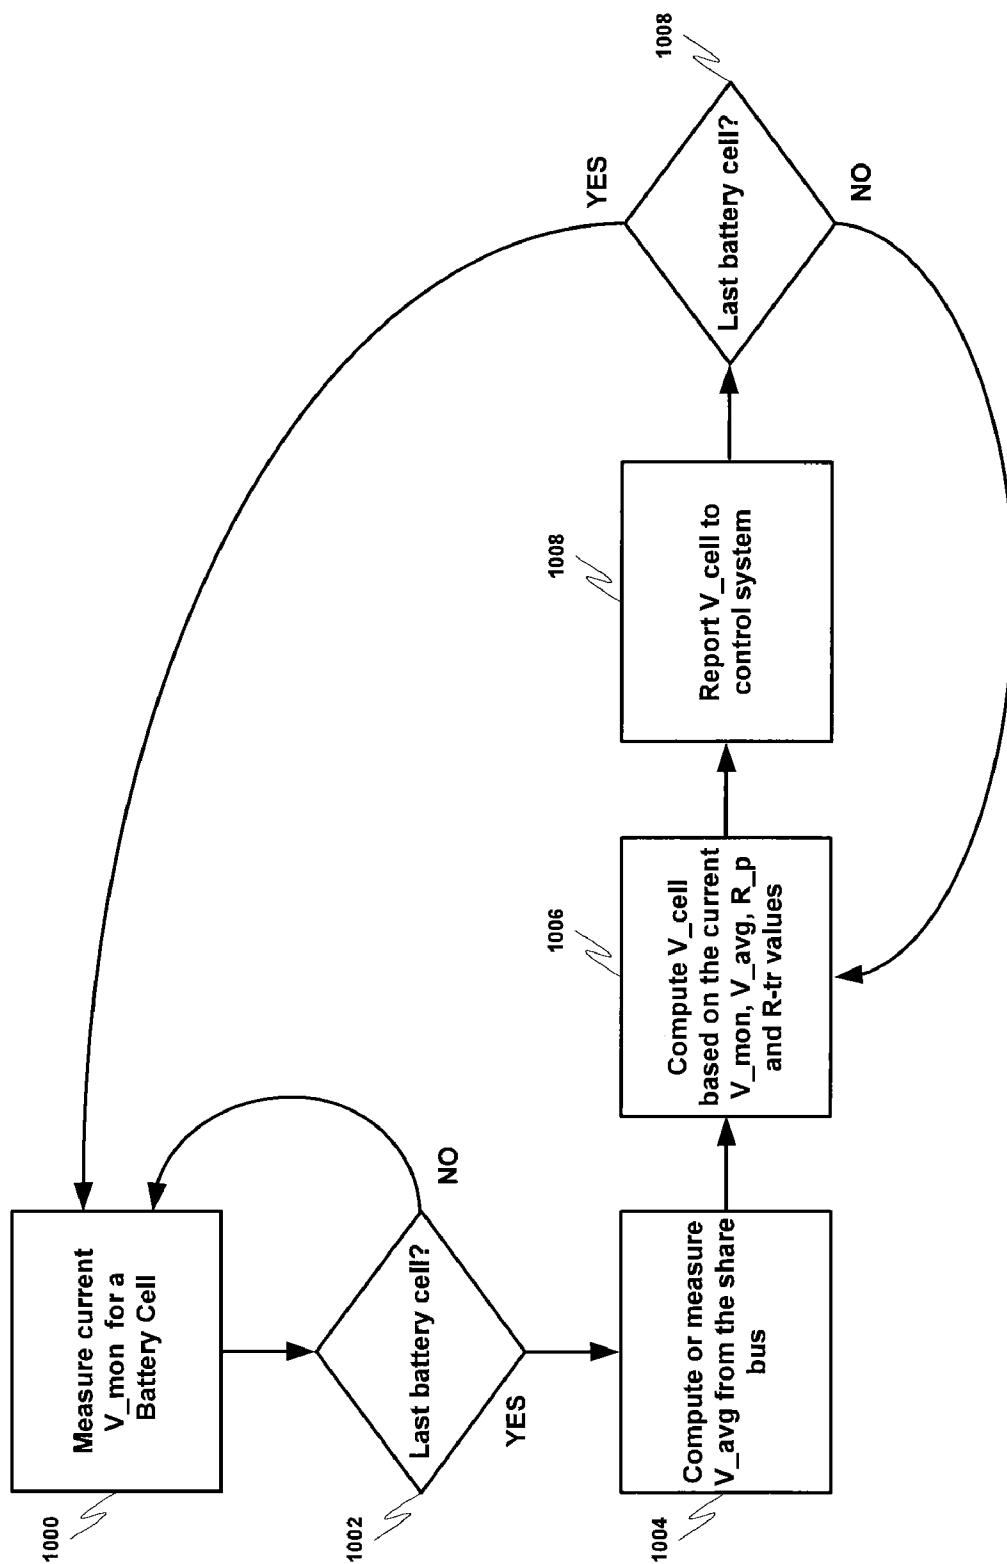 1000
Measure current
V_mon for a
Battery Cell
1002
Last battery cell?
NO
YES
1004
Compute or measure
V_avg from the share
bus
1006
Compute V_cell
based on the current
V_mon, V_avg, R_p
and R-tr values
1008
Report V_cell to
control system
1008
Last battery cell?
YES
NO